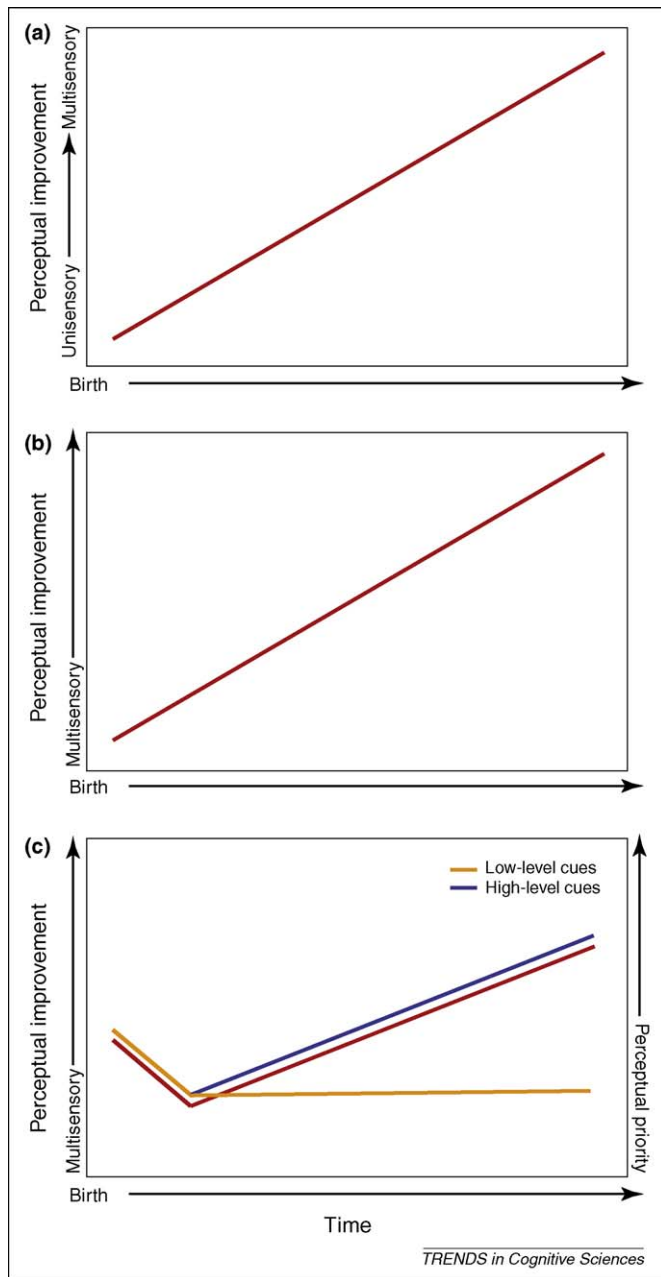 (a)
Perceptual improvement
Unisensory
Multisensory
Birth
(b)
Perceptual improvement
Multisensory
Birth
(c)
Low-level cues
High-level cues
Perceptual improvement
Multisensory
Perceptual priority
Birth
Time
TRENDS in Cognitive Sciences